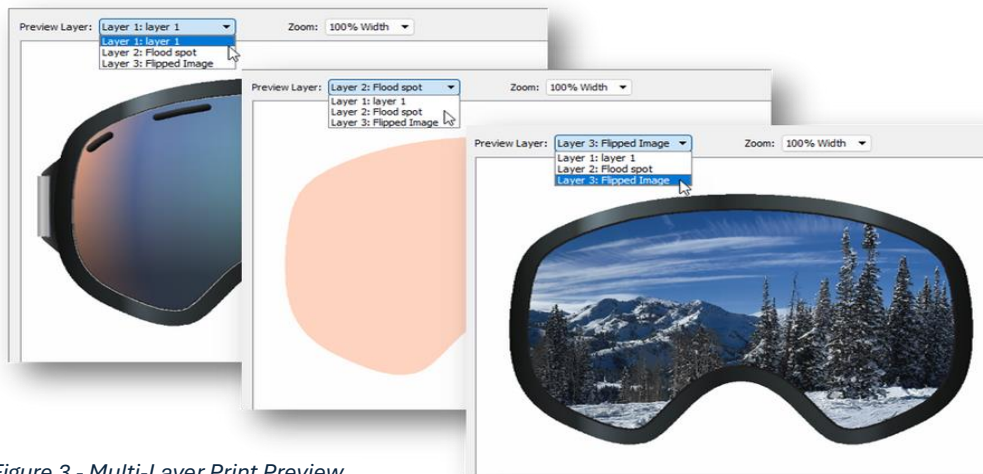 Preview Layer: Layer 1: layer 1 Zoom: 100% Width
Layer 1: layer 1
Layer 2: Flood spot
Layer 3: Flipped Image
Preview Layer: Layer 2: Flood spot Zoom: 100% Width
Layer 1: layer 1
Layer 2: Flood spot
Layer 3: Flipped Image
Preview Layer: Layer 3: Flipped Image Zoom: 100% Width
Layer 1: layer 1
Layer 2: Flood spot
Layer 3: Flipped Image
Figure 3 - Multi-Layer Print Preview